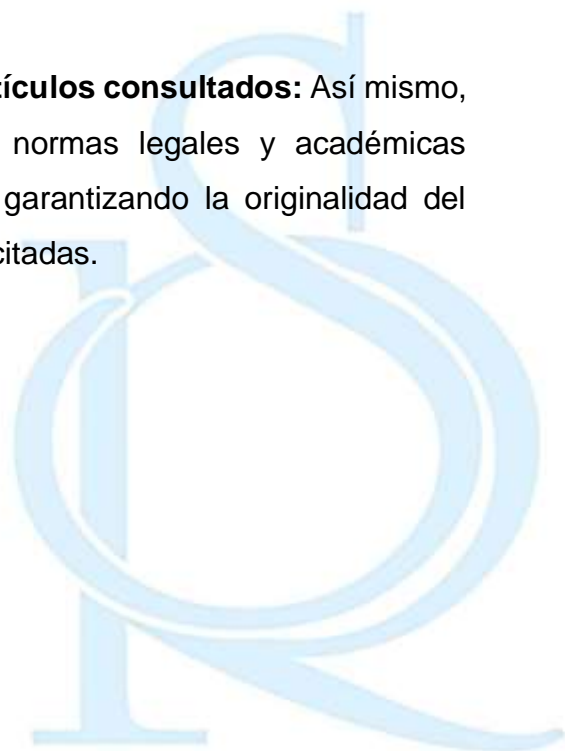 tículos consultados: Así mismo,
normas legales y académicas
garantizando la originalidad del
citadas.